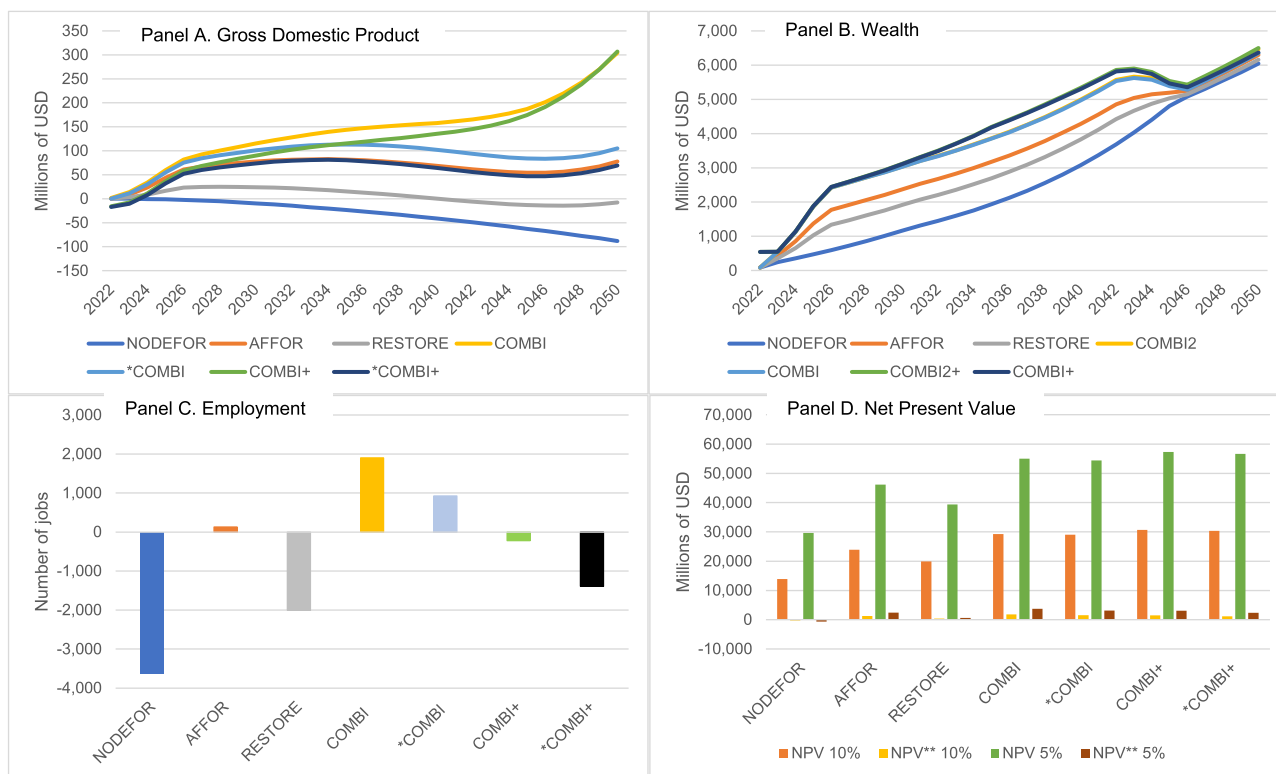 Panel A. Gross Domestic Product
Millions of USD
350
300
250
200
150
100
50
0
-50
-100
-150
2022 2024 2026 2028 2030 2032 2034 2036 2038 2040 2042 2044 2046 2048 2050
NODEFOR AFFOR RESTORE COMBI
*COMBI COMBI+ *COMBI+
Panel B. Wealth
Millions of USD
7,000
6,000
5,000
4,000
3,000
2,000
1,000
0
2022 2024 2026 2028 2030 2032 2034 2036 2038 2040 2042 2044 2046 2048 2050
NODEFOR AFFOR RESTORE COMBI2
COMBI COMBI2+ COMBI+
Panel C. Employment
Number of jobs
3,000
2,000
1,000
0
-1,000
-2,000
-3,000
-4,000
NODEFOR AFFOR RESTORE COMBI *COMBI COMBI+ *COMBI+
Panel D. Net Present Value
Millions of USD
70,000
60,000
50,000
40,000
30,000
20,000
10,000
0
-10,000
NODEFOR AFFOR RESTORE COMBI *COMBI COMBI+ *COMBI+
NPV 10% NPV** 10% NPV 5% NPV** 5%